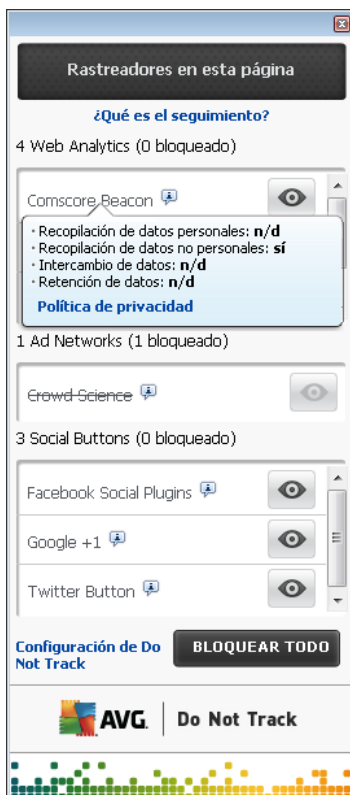 Rastreadores en esta página
¿Qué es el seguimiento?
4 Web Analytics (0 bloqueado)
Comscore Beacon
· Recopilación de datos personales: n/d
· Recopilación de datos no personales: sí
· Intercambio de datos: n/d
· Retención de datos: n/d
Política de privacidad
1 Ad Networks (1 bloqueado)
Crowd Science
3 Social Buttons (0 bloqueado)
Facebook Social Plugins
Google +1
Twitter Button
Configuración de Do
Not Track
BLOQUEAR TODO
AVG. Do Not Track